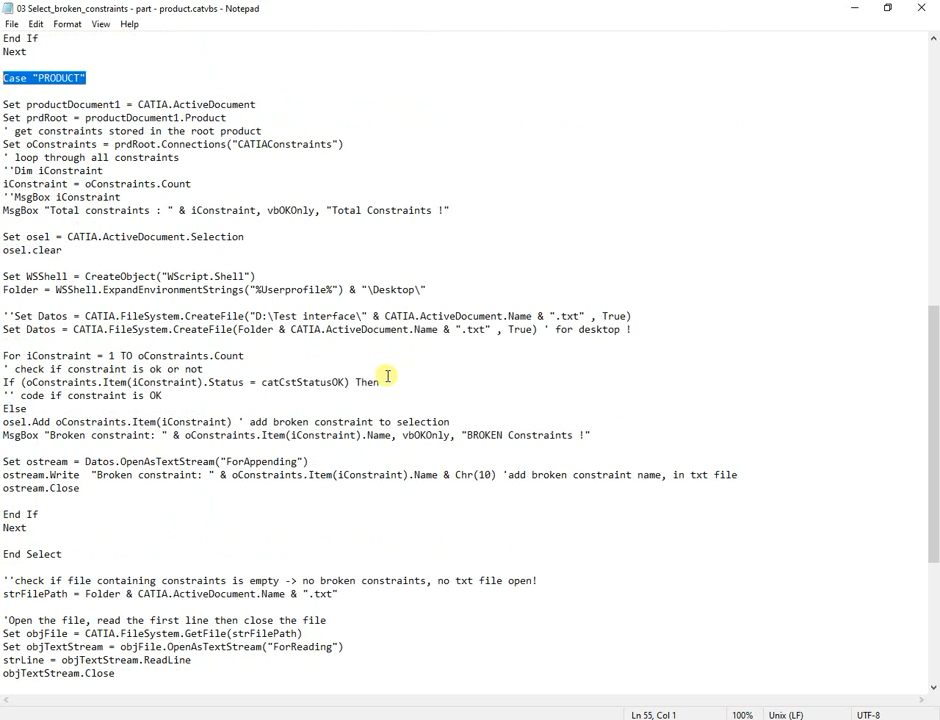 03 Select_broken_constraints - part - product.catvbs - Notepad
File Edit Format View Help
End If
Next
Case "PRODUCT"
Set productDocument1 = CATIA.ActiveDocument
Set prdRoot = productDocument1.Product
' get constraints stored in the root product
Set oConstraints = prdRoot.Connections("CATIAConstraints")
' loop through all constraints
''Dim iConstraint
iConstraint = oConstraints.Count
''MsgBox iConstraint
MsgBox "Total constraints : " & iConstraint, vbOKOnly, "Total Constraints !"
Set osel = CATIA.ActiveDocument.Selection
osel.clear
Set WSShell = CreateObject("WScript.Shell")
Folder = WSShell.ExpandEnvironmentStrings("%Userprofile%") & "\Desktop\"
''Set Datos = CATIA.FileSystem.CreateFile("D:\Test interface\" & CATIA.ActiveDocument.Name & ".txt" , True)
Set Datos = CATIA.FileSystem.CreateFile(Folder & CATIA.ActiveDocument.Name & ".txt" , True) ' for desktop !
For iConstraint = 1 TO oConstraints.Count
' check if constraint is ok or not
If (oConstraints.Item(iConstraint).Status = catCstStatusOK) Then
'' code if constraint is OK
Else
osel.Add oConstraints.Item(iConstraint) ' add broken constraint to selection
MsgBox "Broken constraint: " & oConstraints.Item(iConstraint).Name, vbOKOnly, "BROKEN Constraints !"
Set ostream = Datos.OpenAsTextStream("ForAppending")
ostream.Write  "Broken constraint: " & oConstraints.Item(iConstraint).Name & Chr(10) 'add broken constraint name, in txt file
ostream.Close
End If
Next
End Select
''check if file containing constraints is empty -> no broken constraints, no txt file open!
strFilePath = Folder & CATIA.ActiveDocument.Name & ".txt"
'Open the file, read the first line then close the file
Set objFile = CATIA.FileSystem.GetFile(strFilePath)
Set objTextStream = objFile.OpenAsTextStream("ForReading")
strLine = objTextStream.ReadLine
objTextStream.Close
Ln 55, Col 1 100% Unix (LF) UTF-8